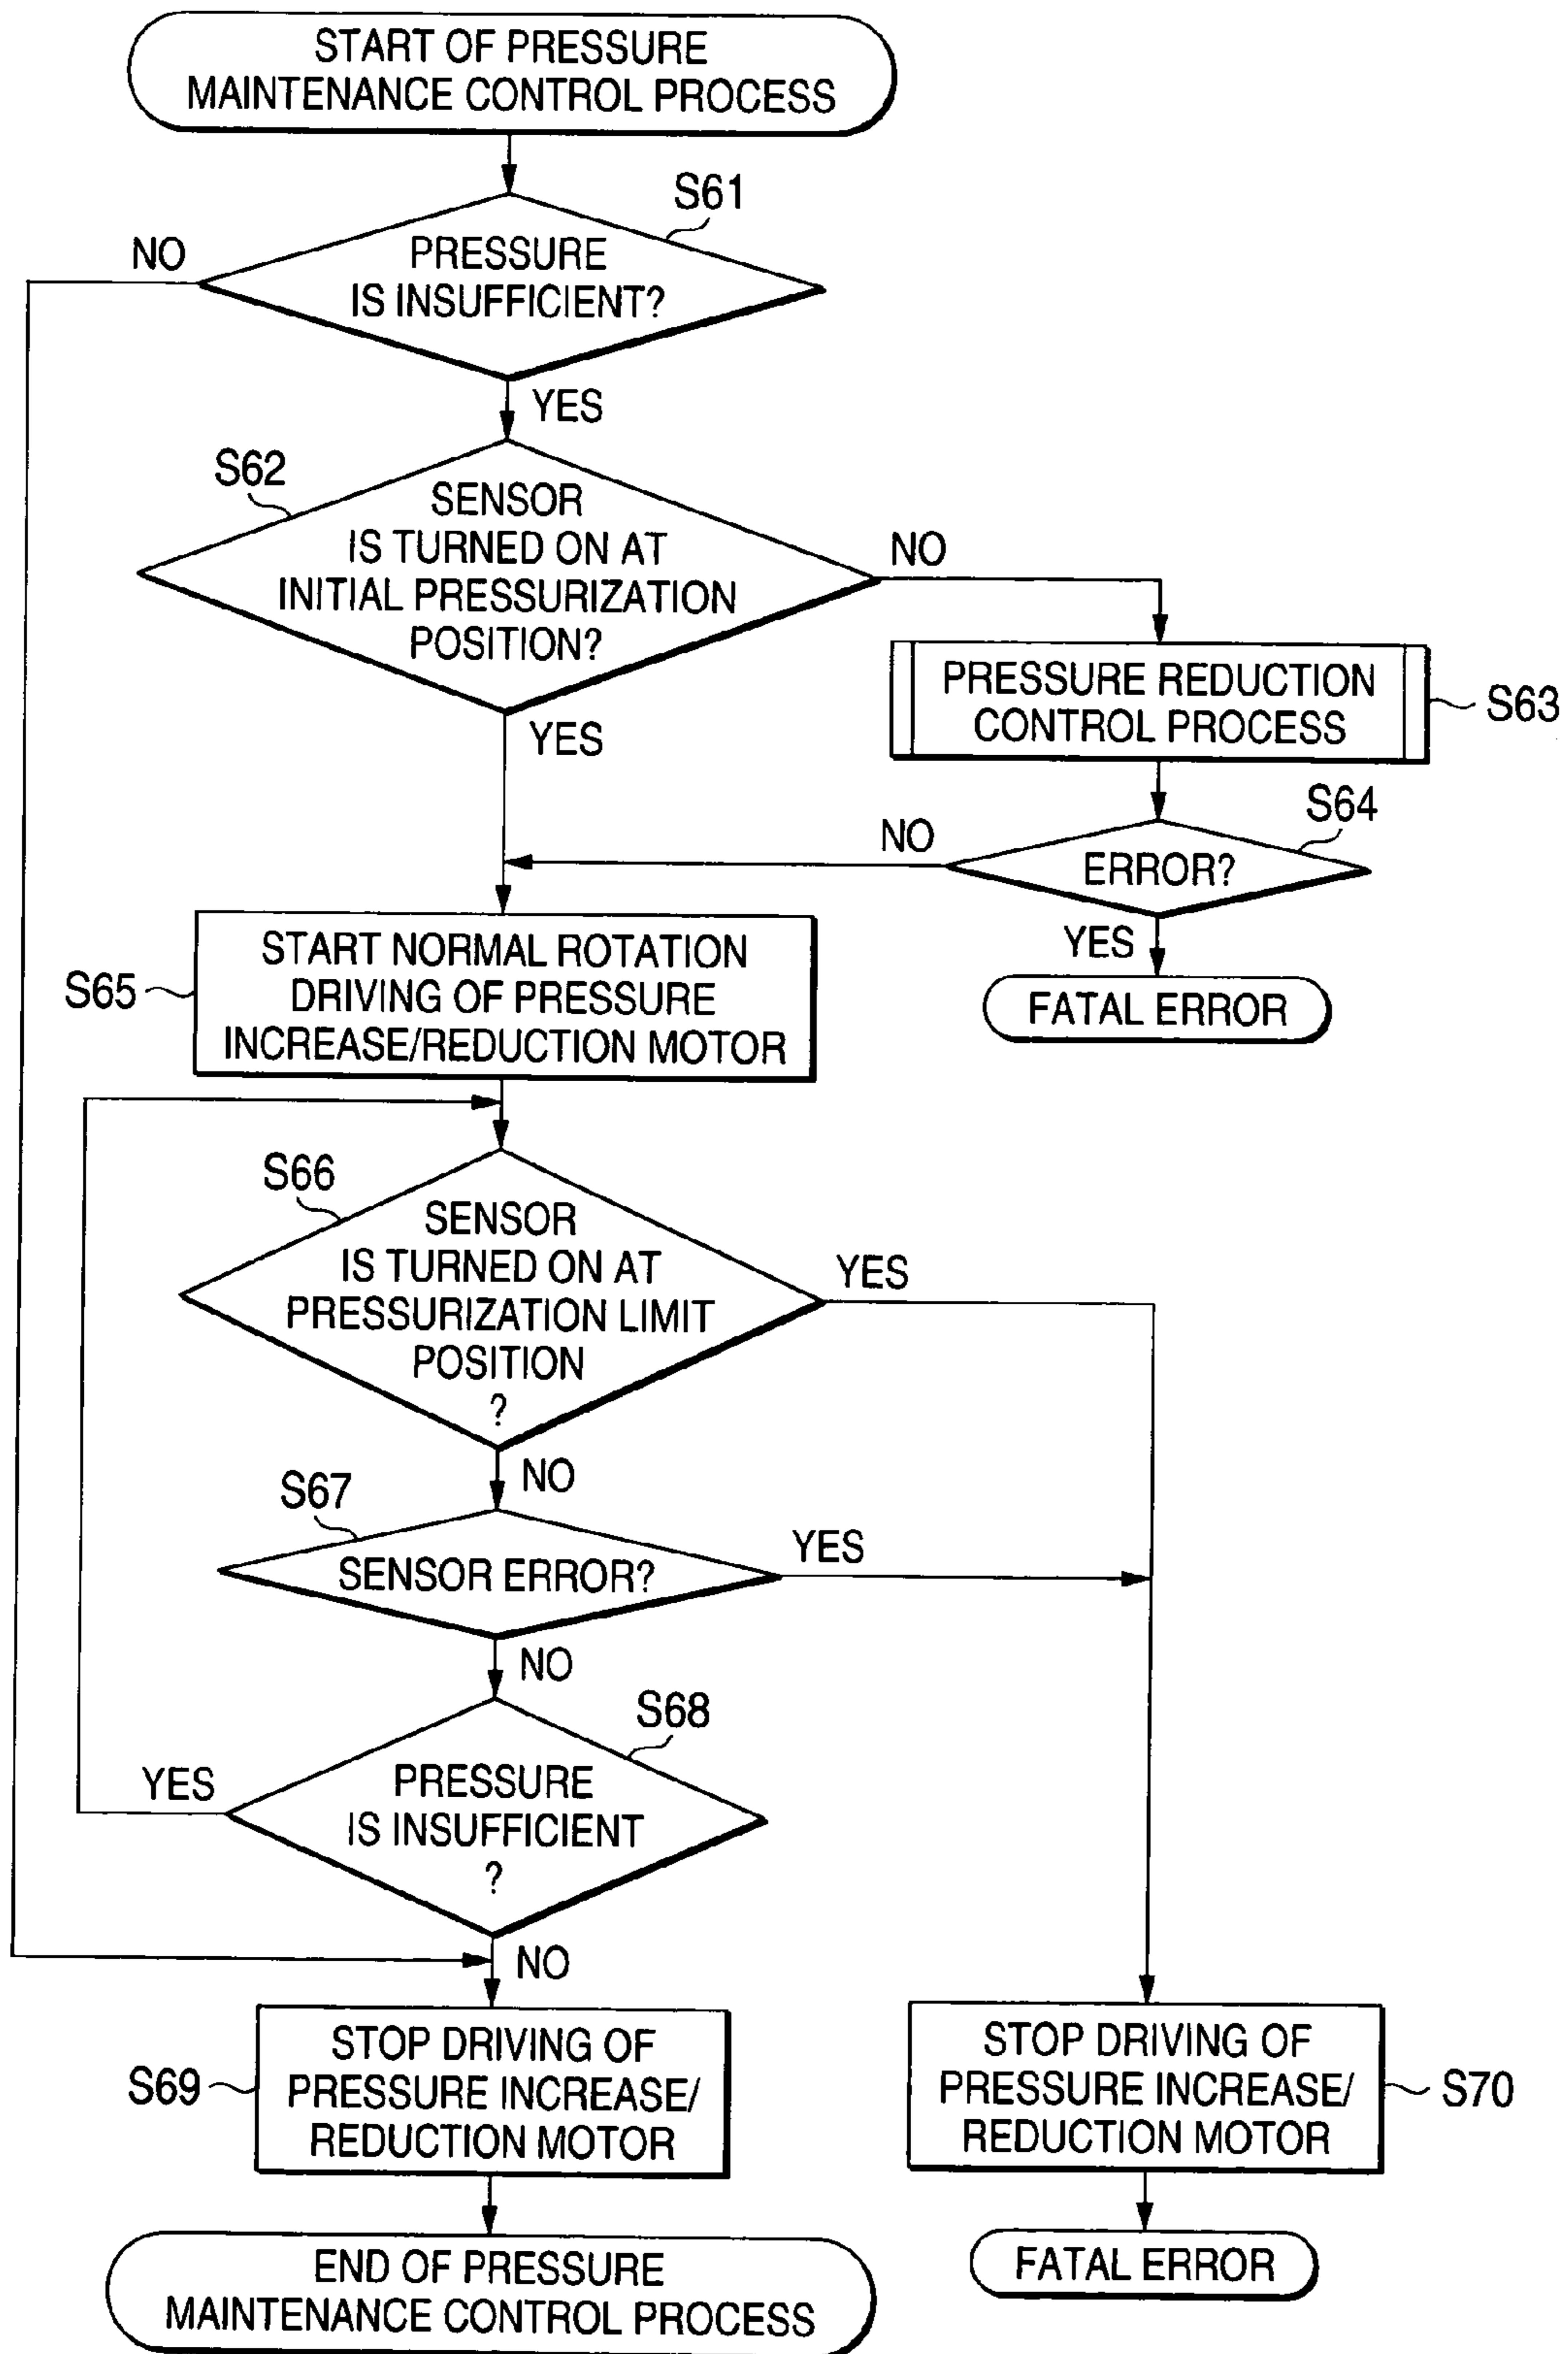 START OF PRESSURE
MAINTENANCE CONTROL PROCESS
S61
NO
PRESSURE
IS INSUFFICIENT?
YES
S62
SENSOR
IS TURNED ON AT
INITIAL PRESSURIZATION
POSITION?
NO
YES
PRESSURE REDUCTION
CONTROL PROCESS
S63
S64
NO
ERROR?
YES
FATAL ERROR
S65
START NORMAL ROTATION
DRIVING OF PRESSURE
INCREASE/REDUCTION MOTOR
S66
SENSOR
IS TURNED ON AT
PRESSURIZATION LIMIT
POSITION
?
YES
NO
S67
SENSOR ERROR?
YES
NO
S68
YES
PRESSURE
IS INSUFFICIENT
?
NO
S69
STOP DRIVING OF
PRESSURE INCREASE/
REDUCTION MOTOR
STOP DRIVING OF
PRESSURE INCREASE/
REDUCTION MOTOR
S70
END OF PRESSURE
MAINTENANCE CONTROL PROCESS
FATAL ERROR